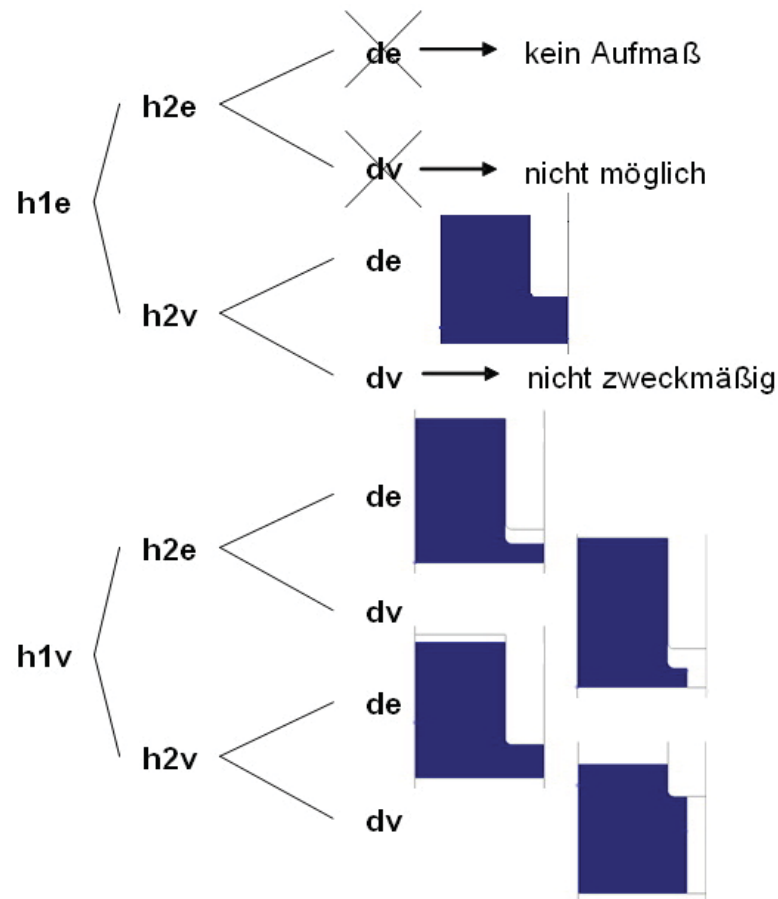 de kein Aufmaß
h2e
dv nicht möglich
h1e
de
h2v
dv nicht zweckmäßig
de
h2e
dv
h1v
de
h2v
dv